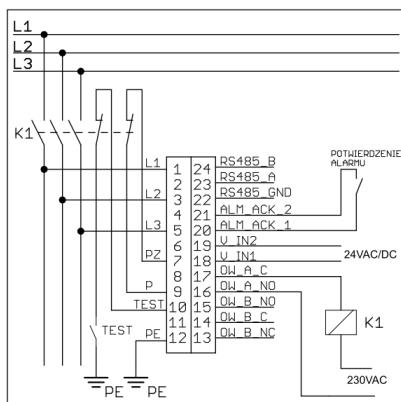 L1
L2
L3
K1
L1 1 24 RS485_B
2 23 RS485_A
L2 3 22 RS485_GND
4 21 ALM_ACK_2
L3 5 20 ALM_ACK_1
6 19 V_IN2
PZ 7 18 V_IN1
8 17 OW_A_C
P 9 16 OW_A_NO
TEST 10 15 OW_B_NO
11 14 OW_B_C
PE 12 13 OW_B_NC
POTWIERDZENIE
ALARMU
24VAC/DC
K1
230VAC
TEST
PE PE